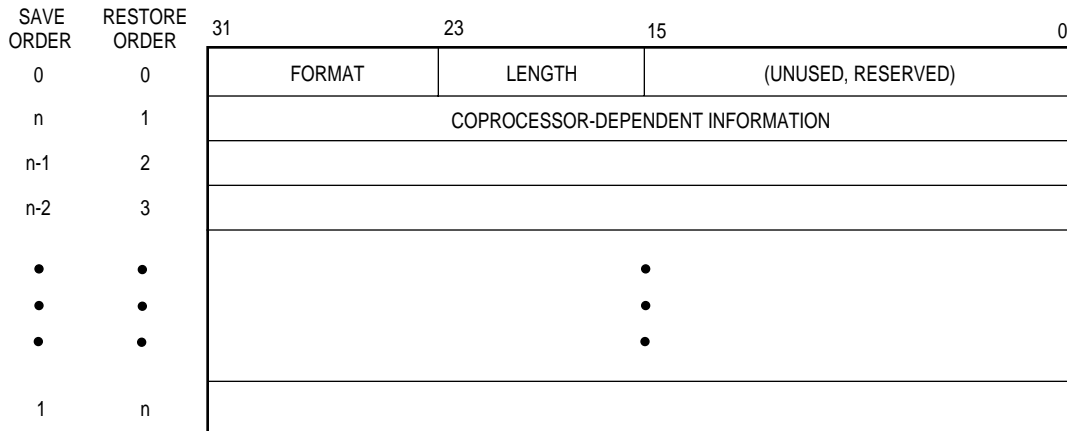 SAVE ORDER RESTORE ORDER 31 23 15 0
0 0 FORMAT LENGTH (UNUSED, RESERVED)
n 1 COPROCESSOR-DEPENDENT INFORMATION
n-1 2
n-2 3
1 n